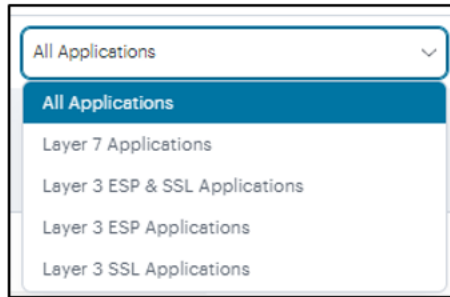 All Applications
All Applications
Layer 7 Applications
Layer 3 ESP & SSL Applications
Layer 3 ESP Applications
Layer 3 SSL Applications